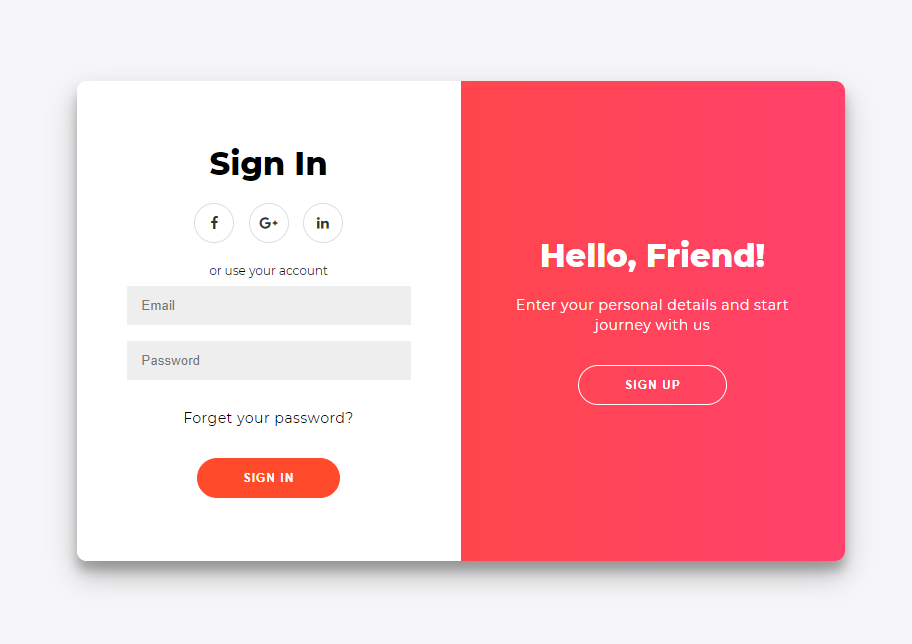 Sign In
f G+ in
or use your account
Email
Password
Forget your password?
SIGN IN
Hello, Friend!
Enter your personal details and start
journey with us
SIGN UP